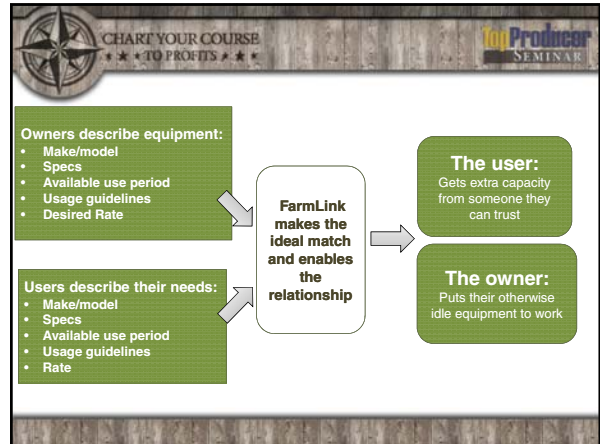 CHART YOUR COURSE
TO PROFITS
Top Producer
SEMINAR
Owners describe equipment:
• Make/model
• Specs
• Available use period
• Usage guidelines
• Desired Rate
Users describe their needs:
• Make/model
• Specs
• Available use period
• Usage guidelines
• Rate
FarmLink
makes the
ideal match
and enables
the
relationship
The user:
Gets extra capacity
from someone they
can trust
The owner:
Puts their otherwise
idle equipment to work